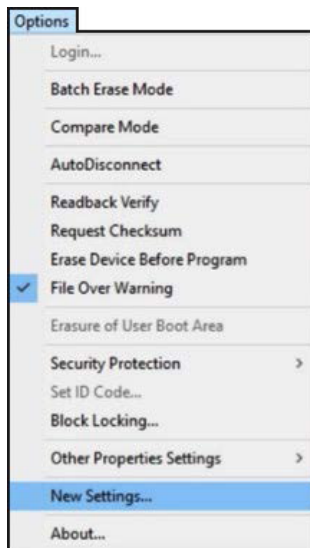 Options
Login...
Batch Erase Mode
Compare Mode
AutoDisconnect
Readback Verify
Request Checksum
Erase Device Before Program
File Over Warning
Erasure of User Boot Area
Security Protection
Set ID Code...
Block Locking...
Other Properties Settings
New Settings...
About...